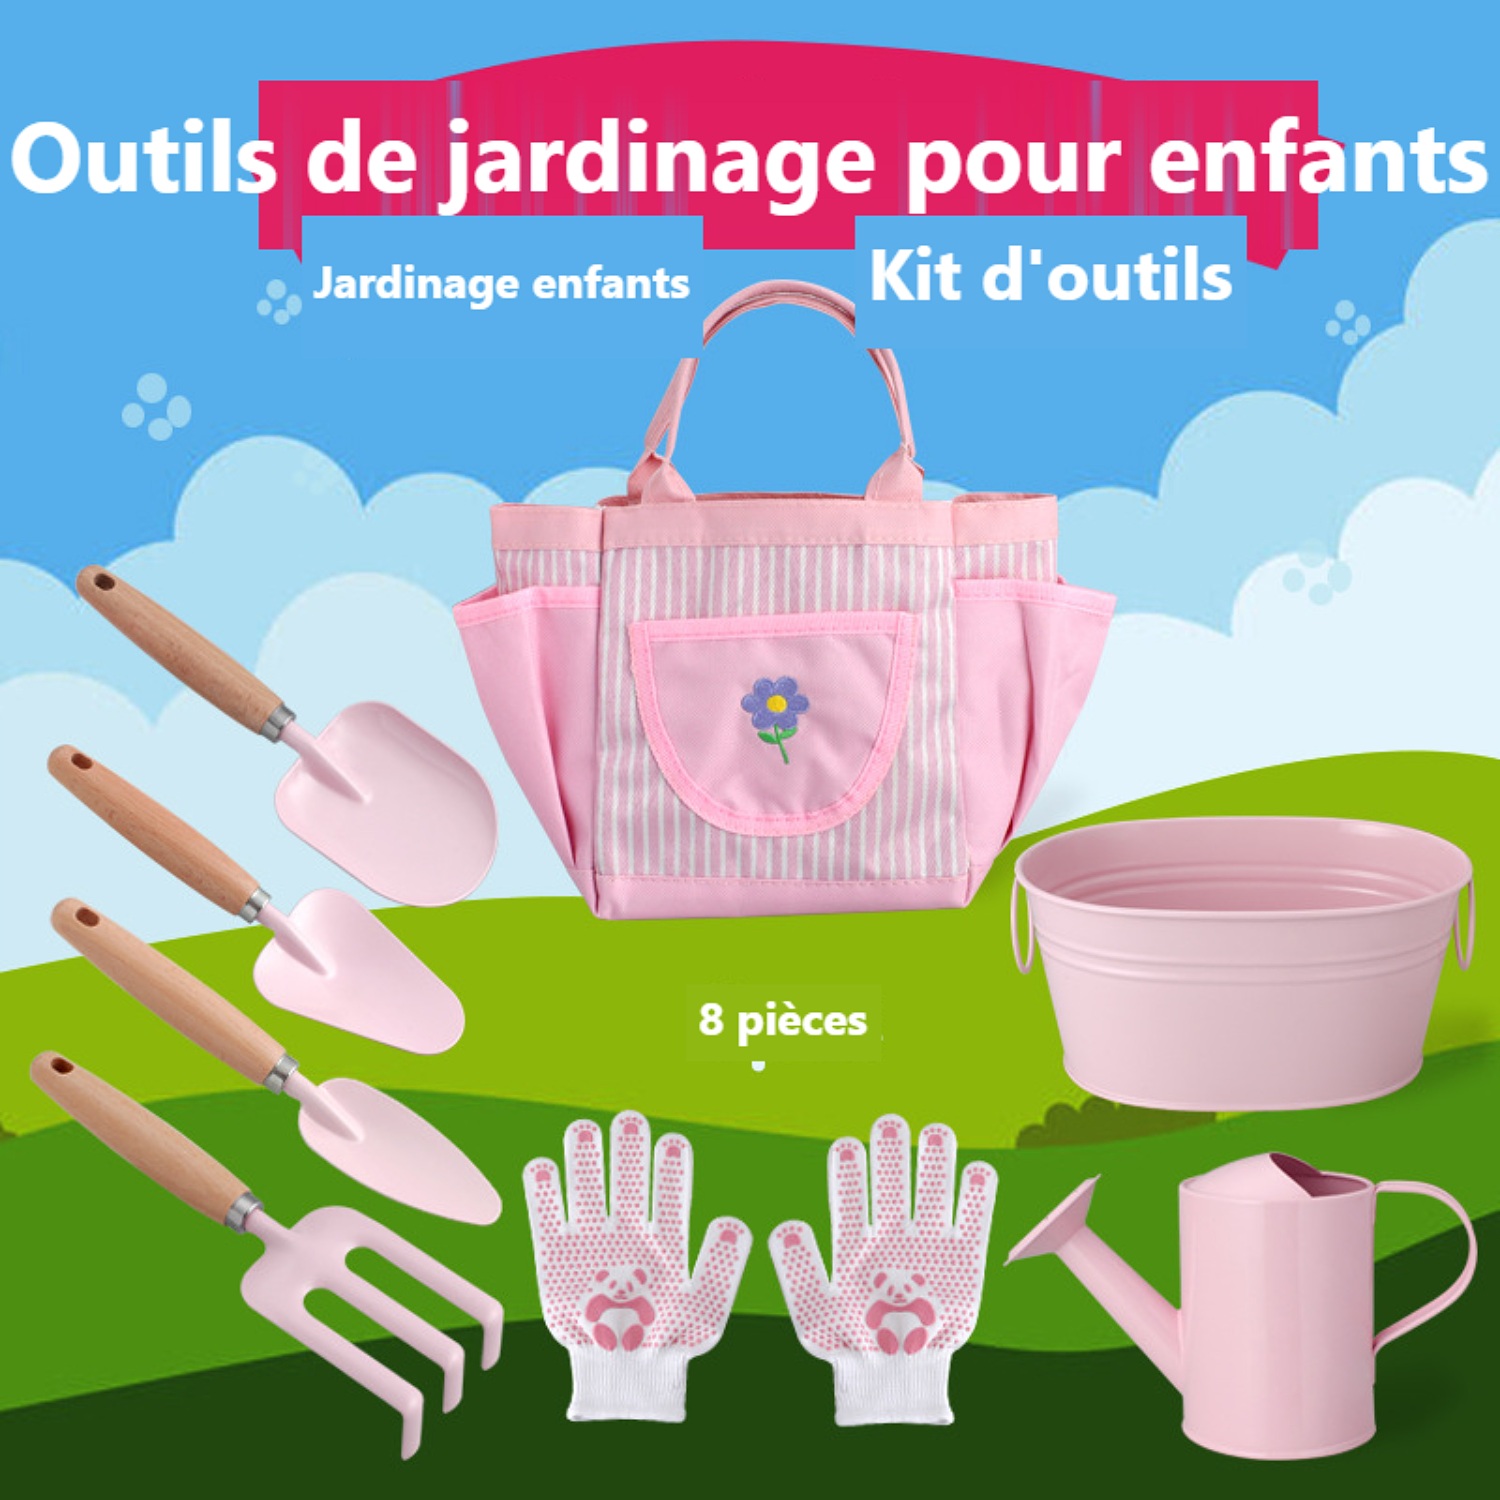 Outils de jardinage pour enfants
Jardinage enfants
Kit d'outils
8 pièces